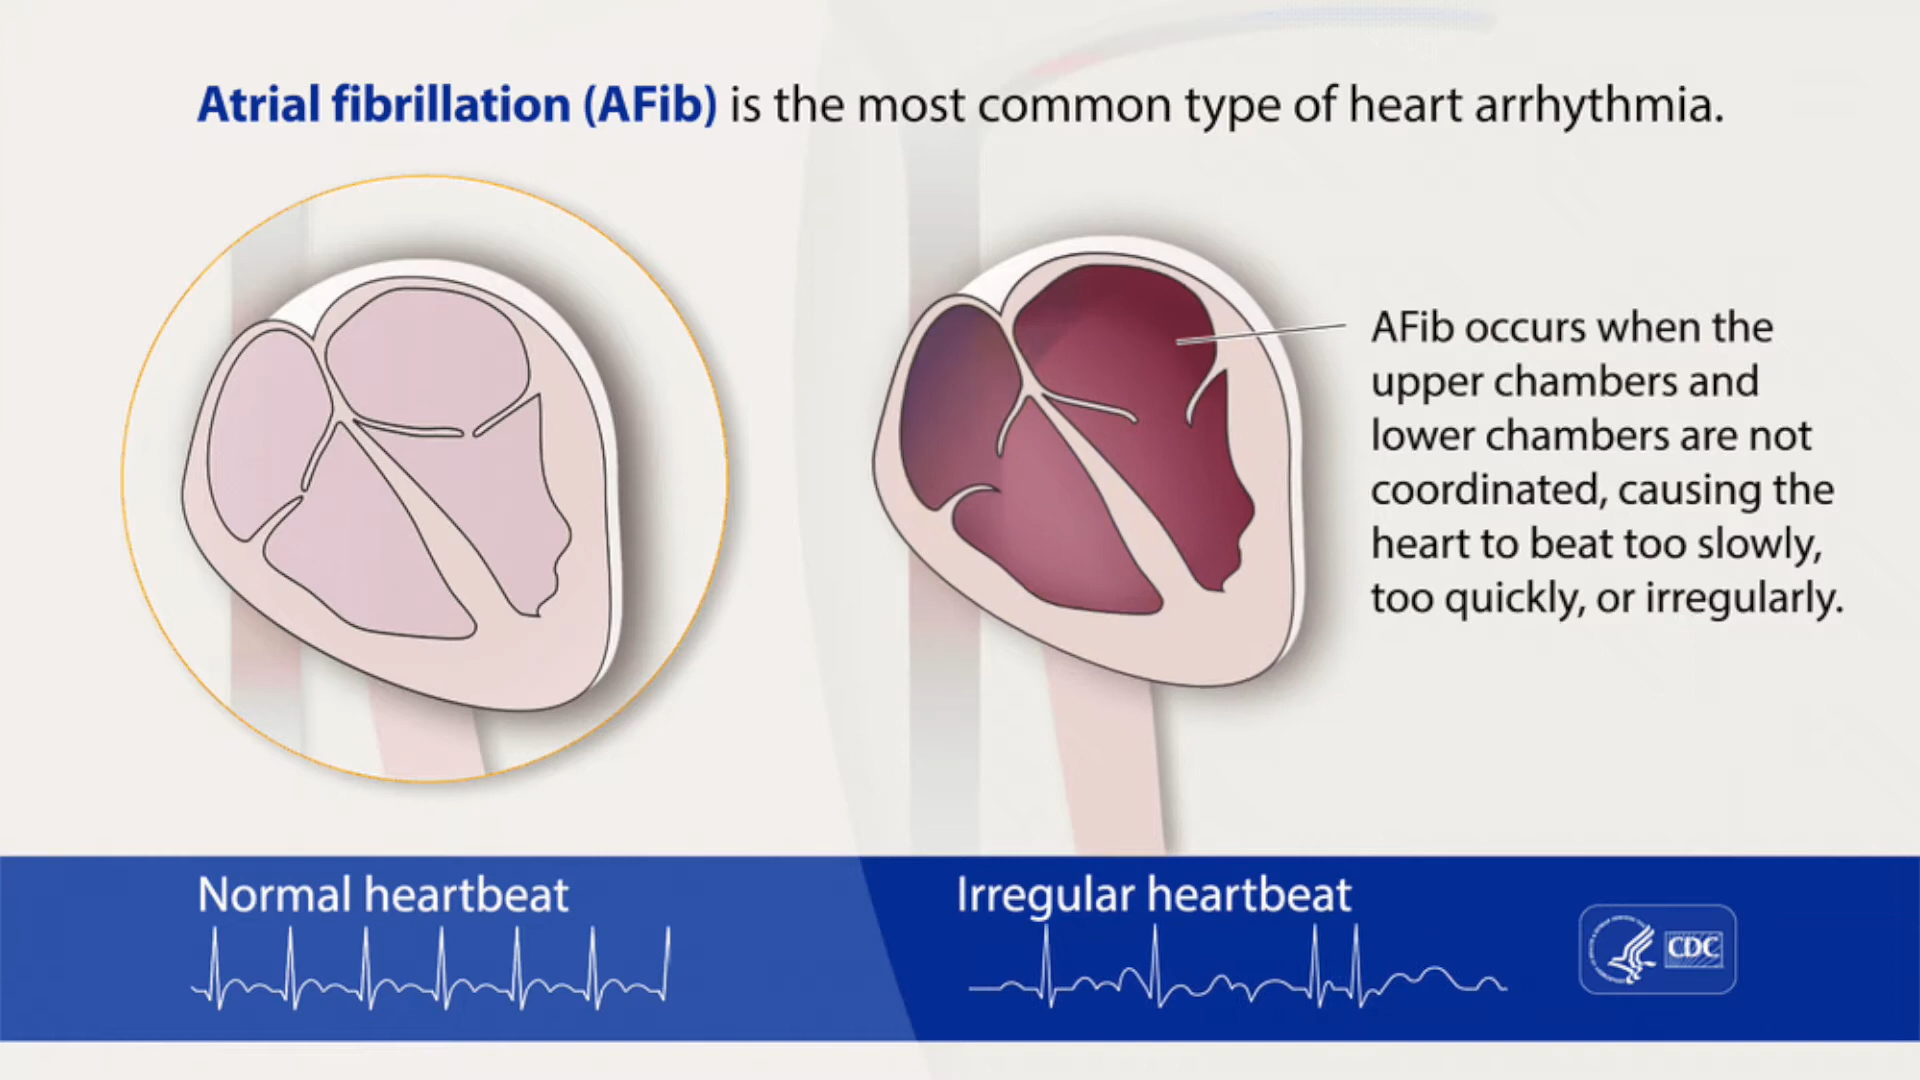 Atrial fibrillation (AFib) is the most common type of heart arrhythmia.
AFib occurs when the
upper chambers and
lower chambers are not
coordinated, causing the
heart to beat too slowly,
too quickly, or irregularly.
Normal heartbeat
Irregular heartbeat
CDC